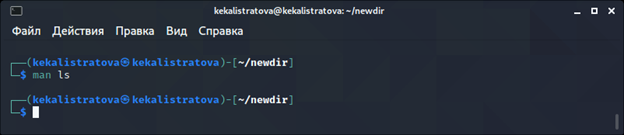 kekalistratova@kekalistratova: ~/newdir
Файл Действия Правка Вид Справка
┌──(kekalistratova㉿kekalistratova)-[~/newdir]
└─$ man ls
┌──(kekalistratova㉿kekalistratova)-[~/newdir]
└─$